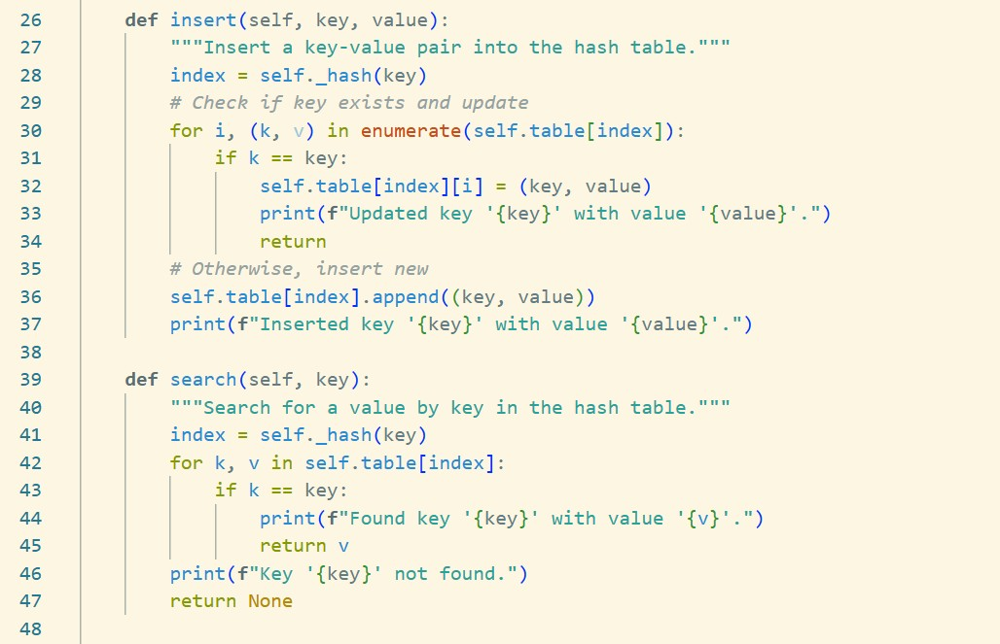 26    def insert(self, key, value):
27        """Insert a key-value pair into the hash table."""
28        index = self._hash(key)
29        # Check if key exists and update
30        for i, (k, v) in enumerate(self.table[index]):
31            if k == key:
32                self.table[index][i] = (key, value)
33                print(f"Updated key '{key}' with value '{value}'.")
34                return
35        # Otherwise, insert new
36        self.table[index].append((key, value))
37        print(f"Inserted key '{key}' with value '{value}'.")
38
39    def search(self, key):
40        """Search for a value by key in the hash table."""
41        index = self._hash(key)
42        for k, v in self.table[index]:
43            if k == key:
44                print(f"Found key '{key}' with value '{v}'.")
45                return v
46        print(f"Key '{key}' not found.")
47        return None
48